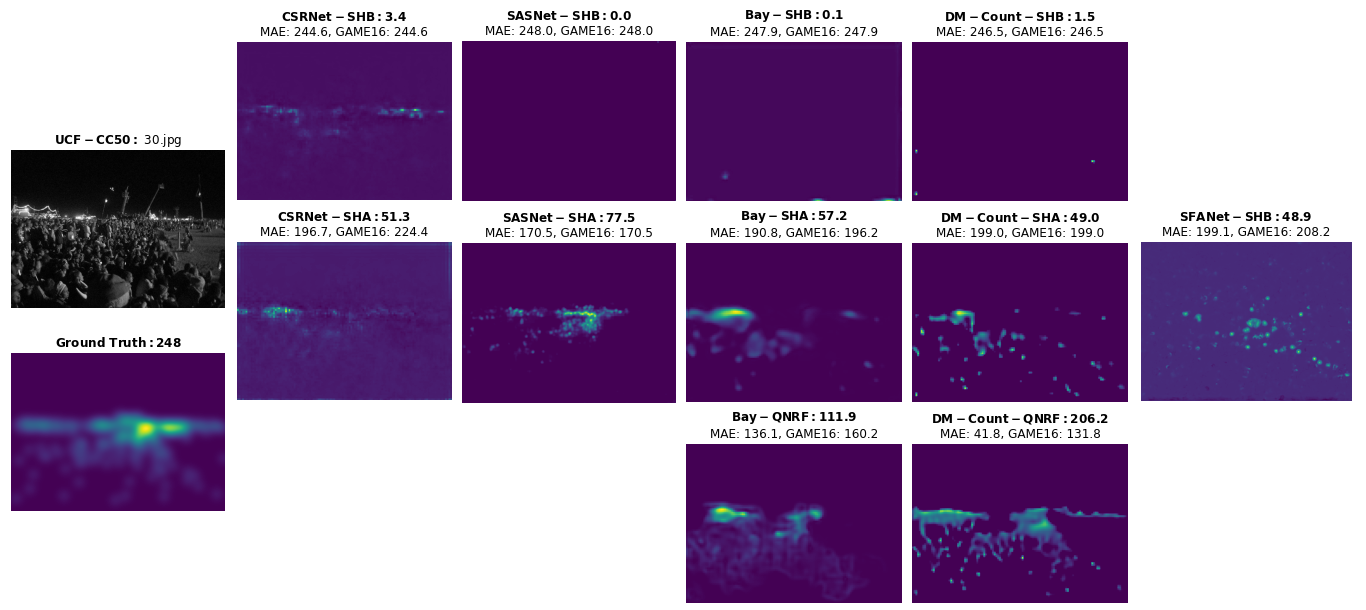 CSRNet − SHB : 3.4
MAE: 244.6, GAME16: 244.6
SASNet − SHB : 0.0
MAE: 248.0, GAME16: 248.0
Bay − SHB : 0.1
MAE: 247.9, GAME16: 247.9
DM − Count − SHB : 1.5
MAE: 246.5, GAME16: 246.5
UCF − CC50 : 30.jpg
CSRNet − SHA : 51.3
MAE: 196.7, GAME16: 224.4
SASNet − SHA : 77.5
MAE: 170.5, GAME16: 170.5
Bay − SHA : 57.2
MAE: 190.8, GAME16: 196.2
DM − Count − SHA : 49.0
MAE: 199.0, GAME16: 199.0
SFANet − SHB : 48.9
MAE: 199.1, GAME16: 208.2
Ground Truth : 248
Bay − QNRF : 111.9
MAE: 136.1, GAME16: 160.2
DM − Count − QNRF : 206.2
MAE: 41.8, GAME16: 131.8